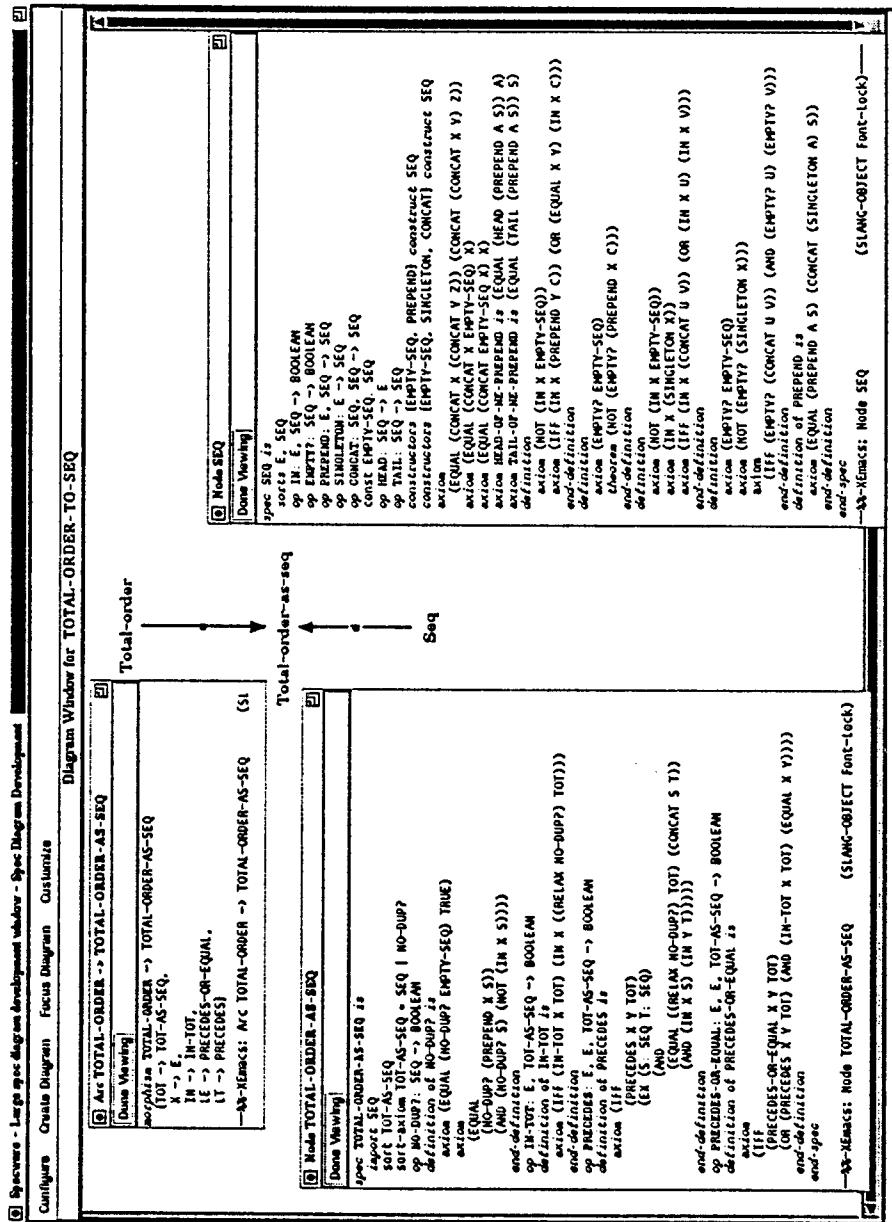 Specware - Large spec diagram development window - Spec Diagram Development
Configure Create Diagram Focus Diagram Customize
Diagram Window for TOTAL-ORDER-TO-SEQ
Arc TOTAL-ORDER -> TOTAL-ORDER-AS-SEQ
Done Viewing
morphism TOTAL-ORDER -> TOTAL-ORDER-AS-SEQ
(TOT -> TOT-AS-SEQ,
X -> E,
IN -> IN-TOT,
LE -> PRECEDES-OR-EQUAL,
LT -> PRECEDES)
--%%-XEmacs: Arc TOTAL-ORDER -> TOTAL-ORDER-AS-SEQ (Sl
Total-order
Total-order-as-seq
Seq
Node TOTAL-ORDER-AS-SEQ
Done Viewing
spec TOTAL-ORDER-AS-SEQ is
import SEQ
sort TOT-AS-SEQ
sort-axiom TOT-AS-SEQ = SEQ | NO-DUP?
op NO-DUP?: SEQ -> BOOLEAN
definition of NO-DUP? is
axiom (EQUAL (NO-DUP? EMPTY-SEQ) TRUE)
axiom
(EQUAL
(NO-DUP? (PREPEND X S))
(AND (NO-DUP? S) (NOT (IN X S))))
end-definition
op IN-TOT: E, TOT-AS-SEQ -> BOOLEAN
definition of IN-TOT is
axiom (IFF (IN-TOT X TOT) (IN X ((RELAX NO-DUP?) TOT)))
end-definition
op PRECEDES: E, E, TOT-AS-SEQ -> BOOLEAN
definition of PRECEDES is
axiom (IFF
(PRECEDES X Y TOT)
(EX (S: SEQ T: SEQ)
(AND
(EQUAL ((RELAX NO-DUP?) TOT) (CONCAT S T))
(AND (IN X S) (IN Y T)))))
end-definition
op PRECEDES-OR-EQUAL: E, E, TOT-AS-SEQ -> BOOLEAN
definition of PRECEDES-OR-EQUAL is
axiom
(IFF
(PRECEDES-OR-EQUAL X Y TOT)
(OR (PRECEDES X Y TOT) (AND (IN-TOT X TOT) (EQUAL X Y))))
end-definition
end-spec
--%%-XEmacs: Node TOTAL-ORDER-AS-SEQ (SLANG-OBJECT Font-Lock)
Node SEQ
Done Viewing
spec SEQ is
sorts E, SEQ
op IN: E, SEQ -> BOOLEAN
op EMPTY?: SEQ -> BOOLEAN
op PREPEND: E, SEQ -> SEQ
op SINGLETON: E -> SEQ
op CONCAT: SEQ, SEQ -> SEQ
const EMPTY-SEQ: SEQ
op HEAD: SEQ -> E
op TAIL: SEQ -> SEQ
constructors {EMPTY-SEQ, PREPEND} construct SEQ
constructors {EMPTY-SEQ, SINGLETON, CONCAT} construct SEQ
axiom
(EQUAL (CONCAT X (CONCAT Y Z)) (CONCAT (CONCAT X Y) Z))
axiom (EQUAL (CONCAT X EMPTY-SEQ) X)
axiom (EQUAL (CONCAT EMPTY-SEQ X) X)
axiom HEAD-OF-NE-PREPEND is (EQUAL (HEAD (PREPEND A S)) A)
axiom TAIL-OF-NE-PREPEND is (EQUAL (TAIL (PREPEND A S)) S)
definition
axiom (NOT (IN X EMPTY-SEQ))
axiom (IFF (IN X (PREPEND Y C)) (OR (EQUAL X Y) (IN X C)))
end-definition
definition
axiom (EMPTY? EMPTY-SEQ)
theorem (NOT (EMPTY? (PREPEND X C)))
end-definition
definition
axiom (NOT (IN X EMPTY-SEQ))
axiom (IN X (SINGLETON X))
axiom (IFF (IN X (CONCAT U V)) (OR (IN X U) (IN X V)))
end-definition
definition
axiom (EMPTY? EMPTY-SEQ)
axiom (NOT (EMPTY? (SINGLETON X)))
axiom
(IFF (EMPTY? (CONCAT U V)) (AND (EMPTY? U) (EMPTY? V)))
end-definition
definition of PREPEND is
axiom (EQUAL (PREPEND A S) (CONCAT (SINGLETON A) S))
end-definition
end-spec
--%%-XEmacs: Node SEQ (SLANG-OBJECT Font-Lock)